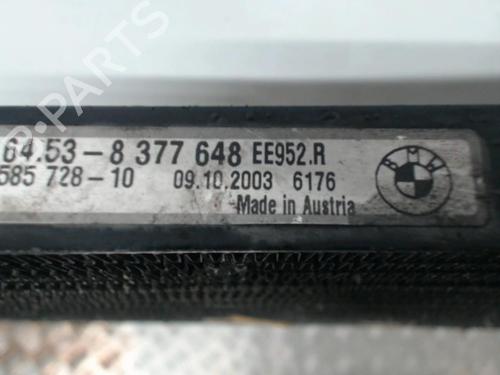 64.53-8 377 648 EE952.R
585 728-10 09.10.2003 6176
Made in Austria
BMW